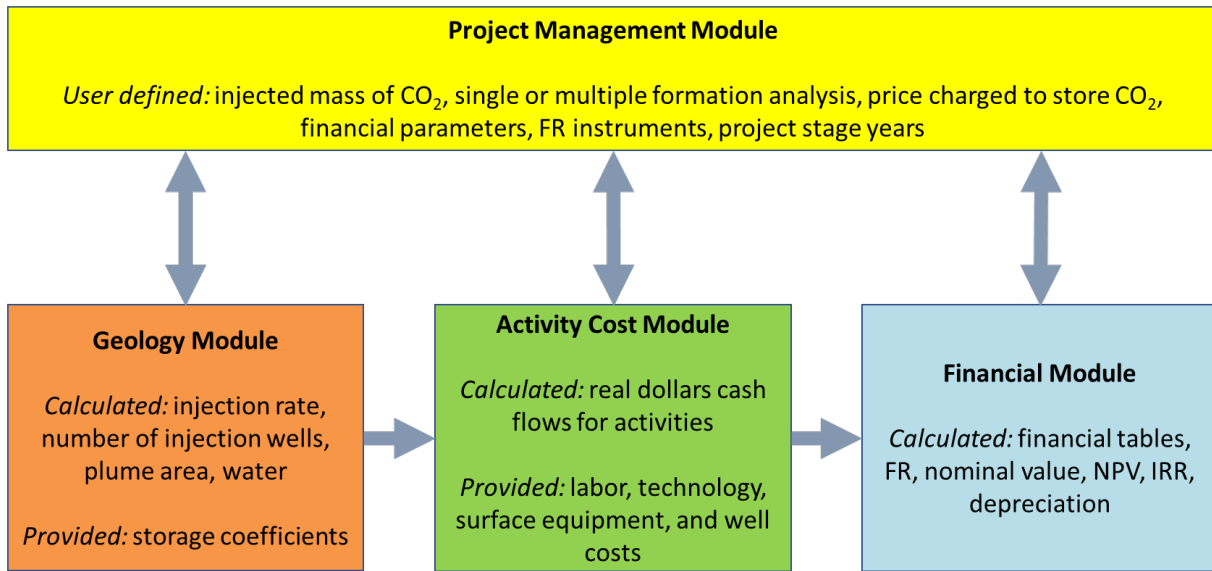 Project Management Module
User defined: injected mass of CO₂, single or multiple formation analysis, price charged to store CO₂,
financial parameters, FR instruments, project stage years
Geology Module
Calculated: injection rate,
number of injection wells,
plume area, water
Provided: storage coefficients
Activity Cost Module
Calculated: real dollars cash
flows for activities
Provided: labor, technology,
surface equipment, and well
costs
Financial Module
Calculated: financial tables,
FR, nominal value, NPV, IRR,
depreciation